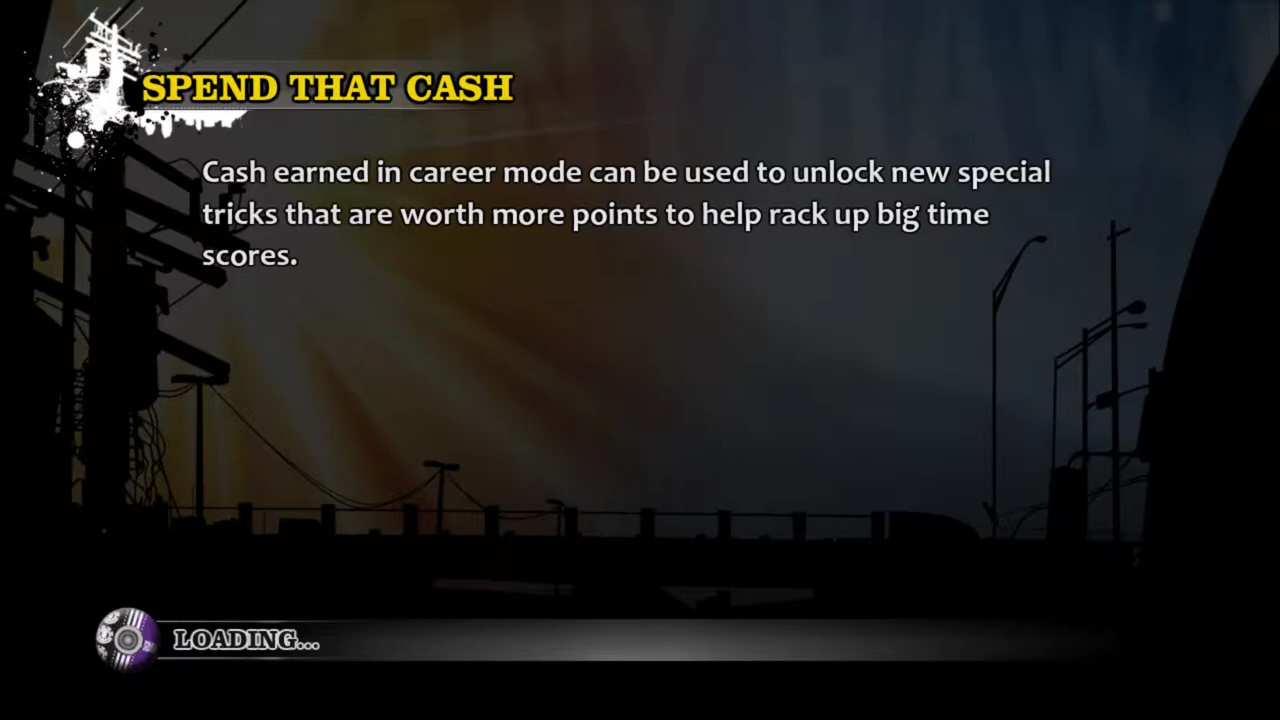 SPEND THAT CASH
Cash earned in career mode can be used to unlock new special
tricks that are worth more points to help rack up big time
scores.
LOADING...